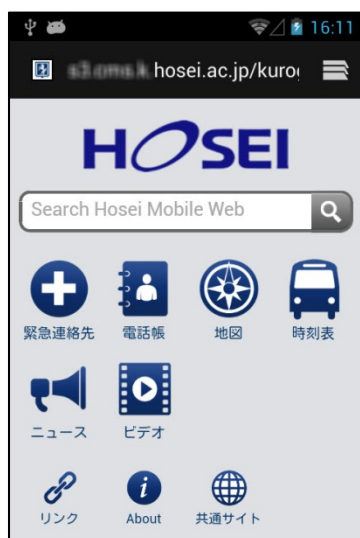 16:11
hosei.ac.jp/kurog
HOSEI
Search Hosei Mobile Web
緊急連絡先 電話帳 地図 時刻表
ニュース ビデオ
リンク About 共通サイト